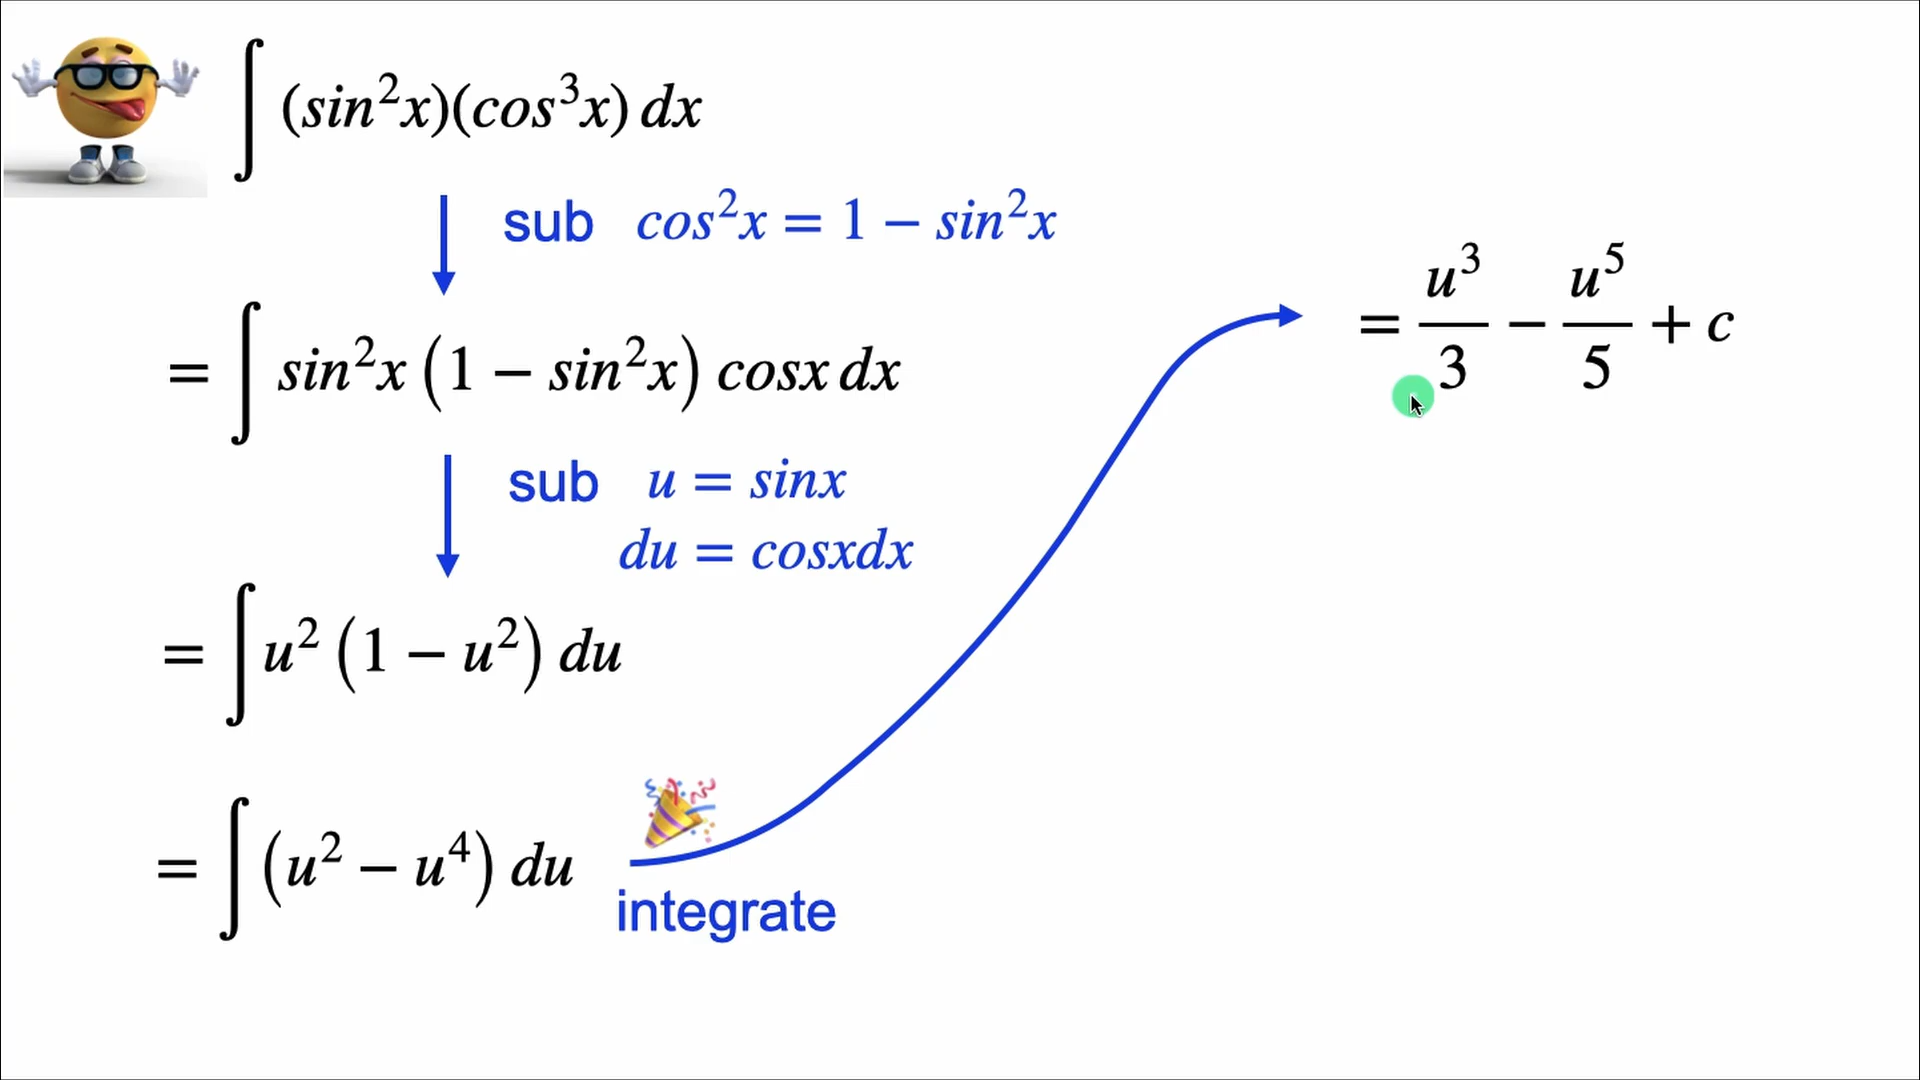 ∫ (sin²x)(cos³x) dx
sub cos²x = 1 − sin²x
= ∫ sin²x (1 − sin²x) cosx dx
sub u = sinx
du = cosxdx
= ∫ u² (1 − u²) du
= ∫ (u² − u⁴) du
integrate
= u³/3 − u⁵/5 + c